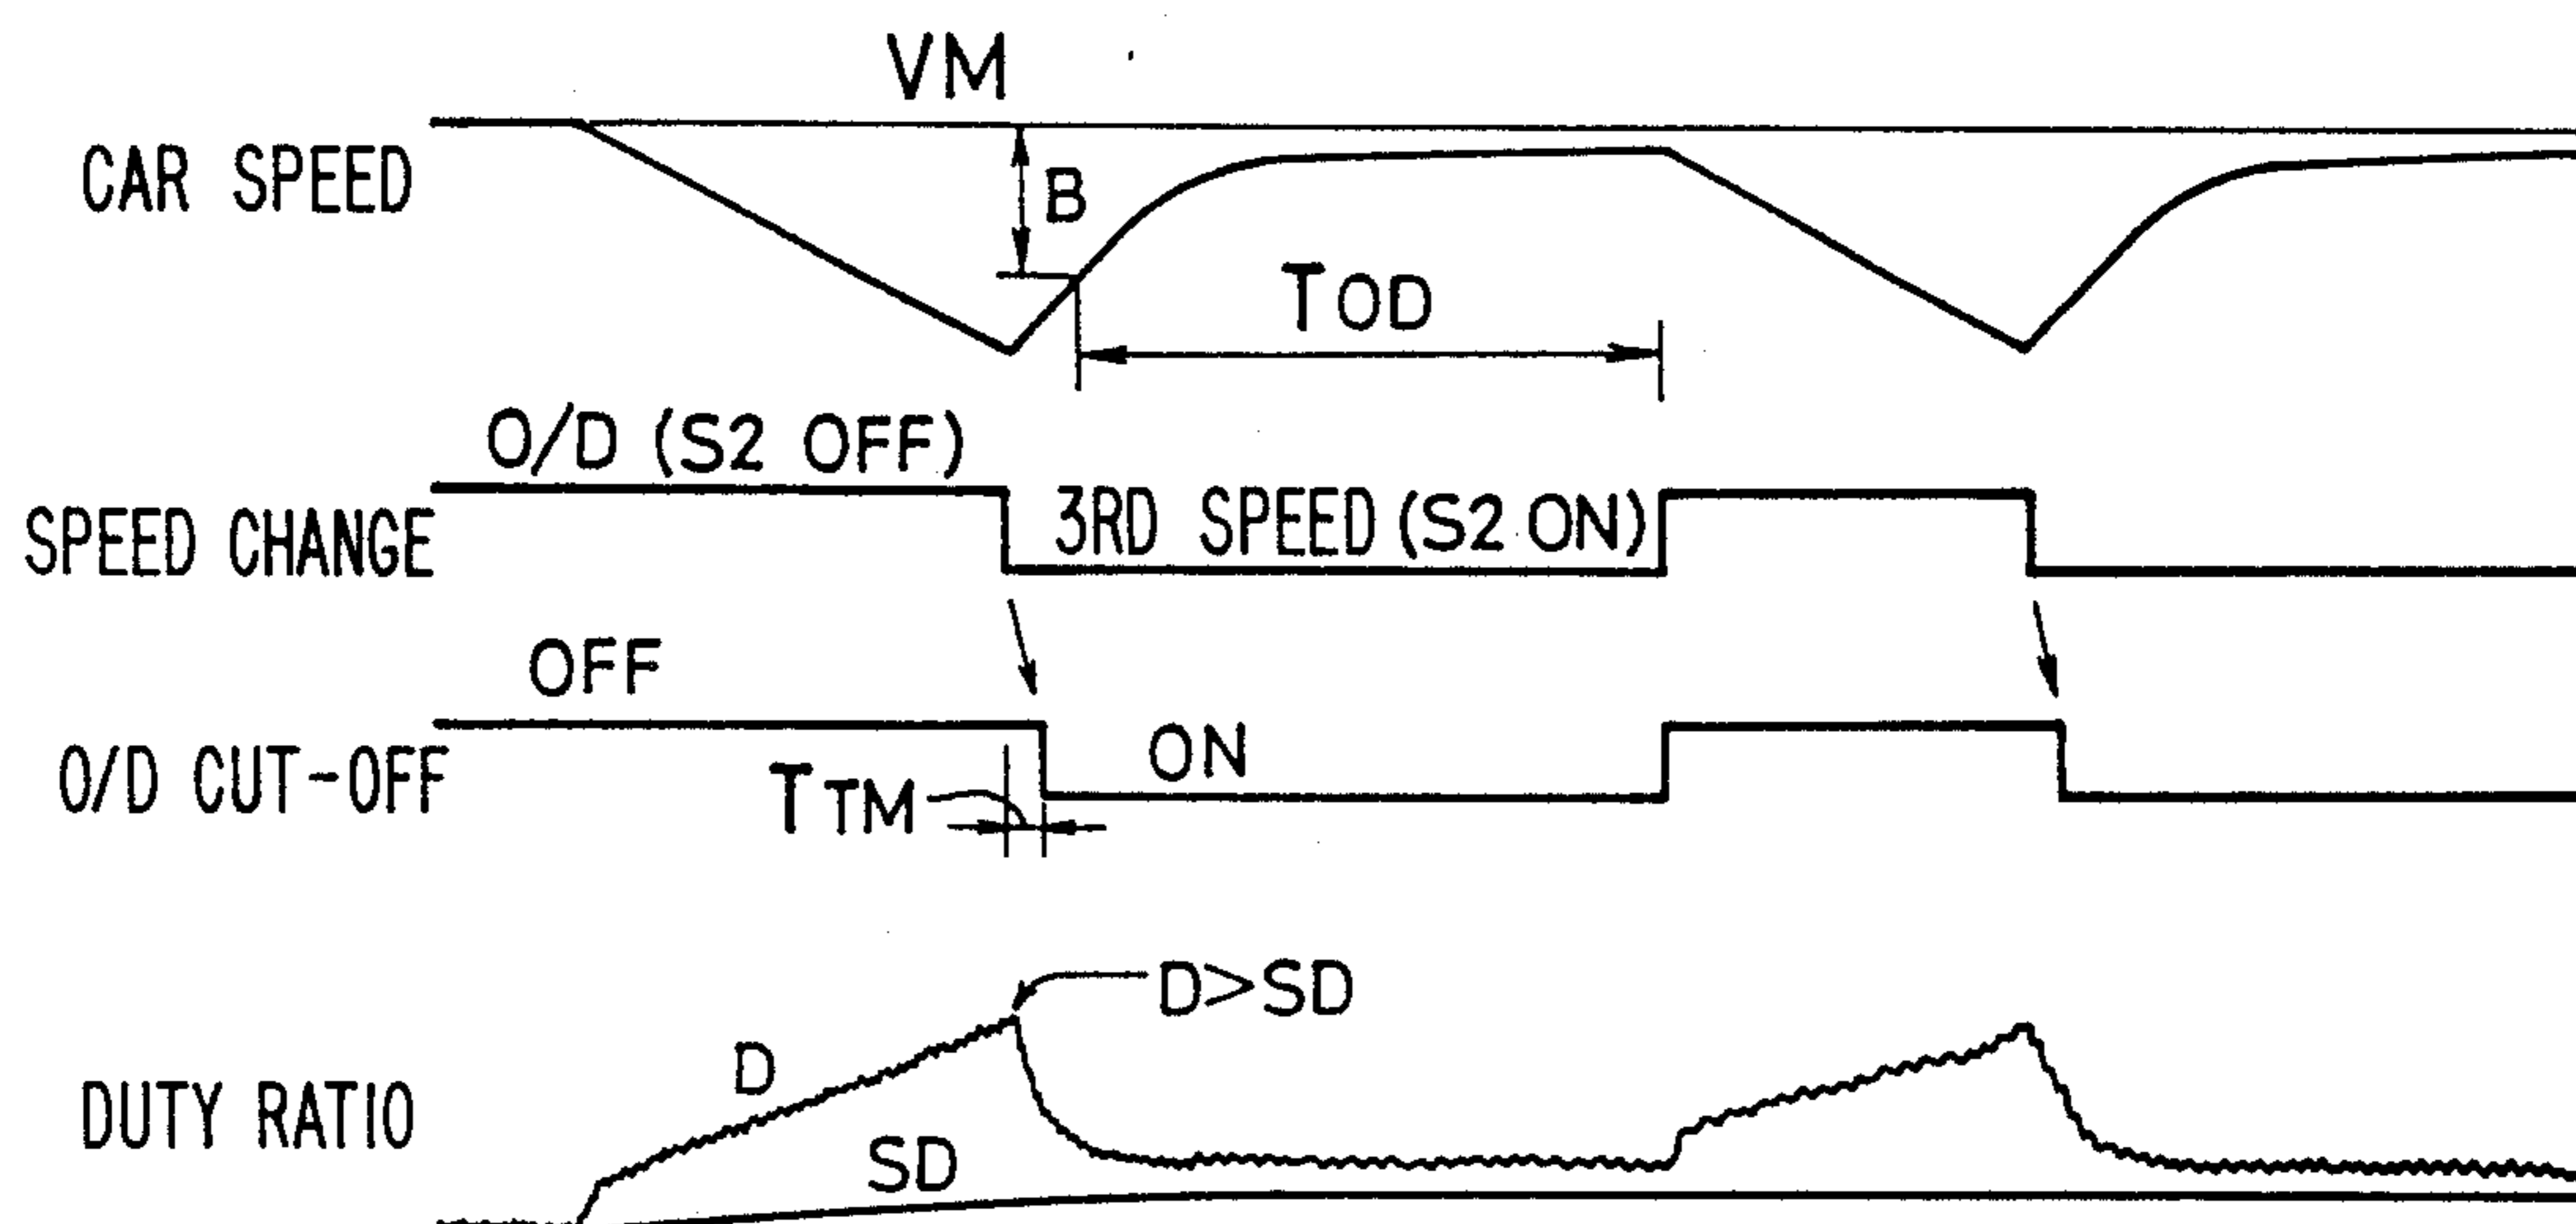 VM
CAR SPEED
B
TOD
O/D (S2 OFF)
SPEED CHANGE
3RD SPEED (S2 ON)
OFF
O/D CUT-OFF
ON
TTM
D>SD
D
DUTY RATIO
SD